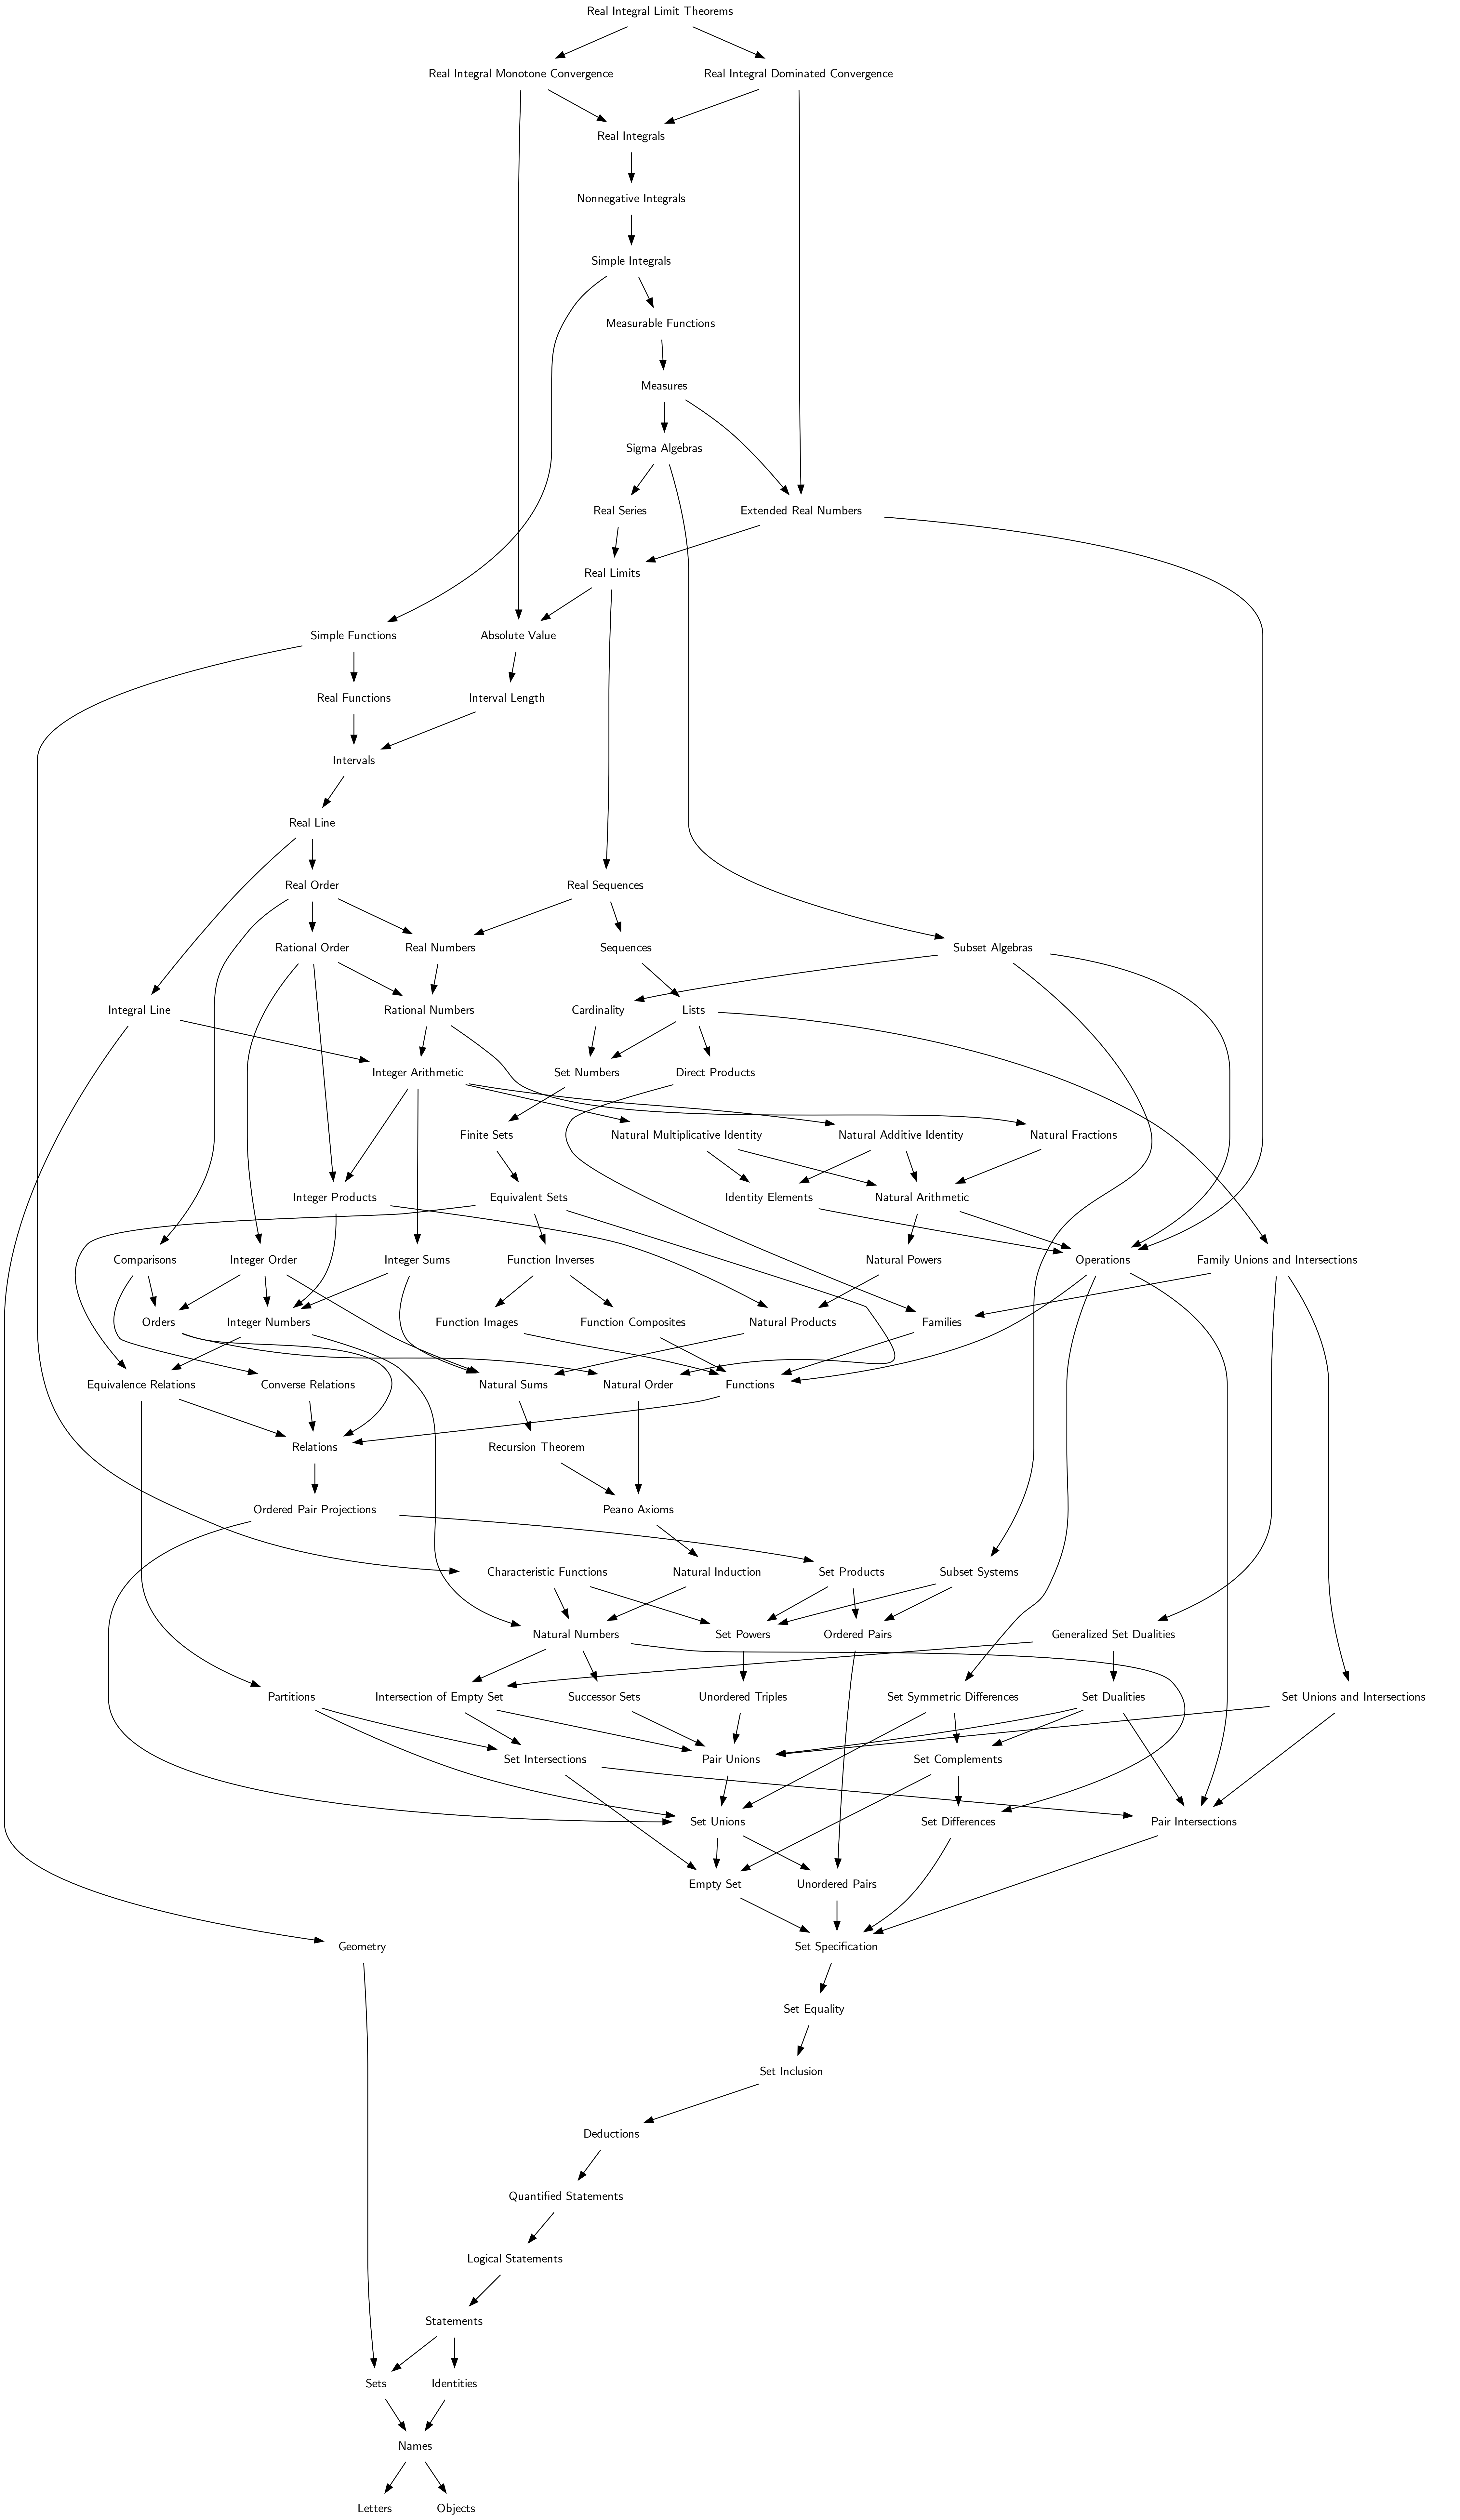 Real Integral Limit Theorems
Real Integral Monotone Convergence
Real Integral Dominated Convergence
Real Integrals
Nonnegative Integrals
Simple Integrals
Measurable Functions
Measures
Sigma Algebras
Real Series
Extended Real Numbers
Real Limits
Simple Functions
Absolute Value
Real Functions
Interval Length
Intervals
Real Line
Real Order
Real Sequences
Rational Order
Real Numbers
Sequences
Subset Algebras
Integral Line
Rational Numbers
Cardinality
Lists
Integer Arithmetic
Set Numbers
Direct Products
Finite Sets
Natural Multiplicative Identity
Natural Additive Identity
Natural Fractions
Integer Products
Equivalent Sets
Identity Elements
Natural Arithmetic
Comparisons
Integer Order
Integer Sums
Function Inverses
Natural Powers
Operations
Family Unions and Intersections
Orders
Integer Numbers
Function Images
Function Composites
Natural Products
Families
Equivalence Relations
Converse Relations
Natural Sums
Natural Order
Functions
Relations
Recursion Theorem
Ordered Pair Projections
Peano Axioms
Characteristic Functions
Natural Induction
Set Products
Subset Systems
Natural Numbers
Set Powers
Ordered Pairs
Generalized Set Dualities
Partitions
Intersection of Empty Set
Successor Sets
Unordered Triples
Set Symmetric Differences
Set Dualities
Set Unions and Intersections
Set Intersections
Pair Unions
Set Complements
Set Unions
Set Differences
Pair Intersections
Empty Set
Unordered Pairs
Geometry
Set Specification
Set Equality
Set Inclusion
Deductions
Quantified Statements
Logical Statements
Statements
Sets
Identities
Names
Letters
Objects